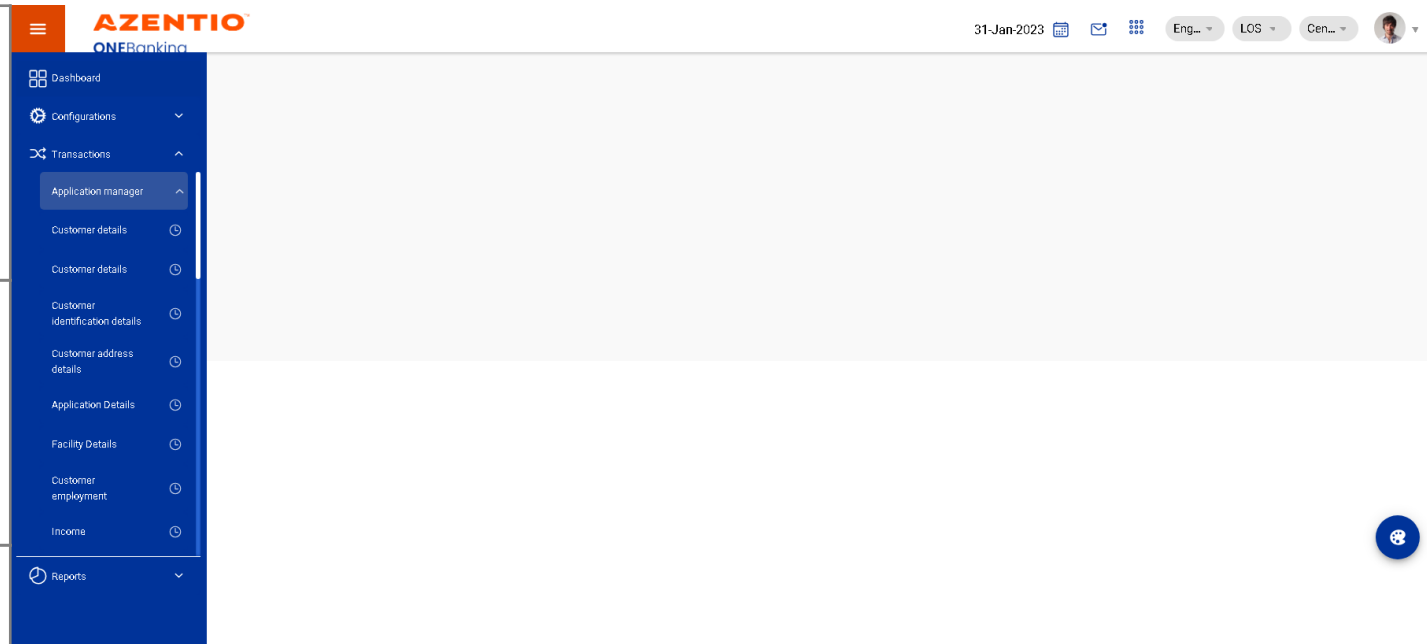 AZENTIO
ONEBanking
31-Jan-2023
Eng...
LOS
Cen...
Dashboard
Configurations
Transactions
Application manager
Customer details
Customer details
Customer
identification details
Customer address
details
Application Details
Facility Details
Customer
employment
Income
Reports